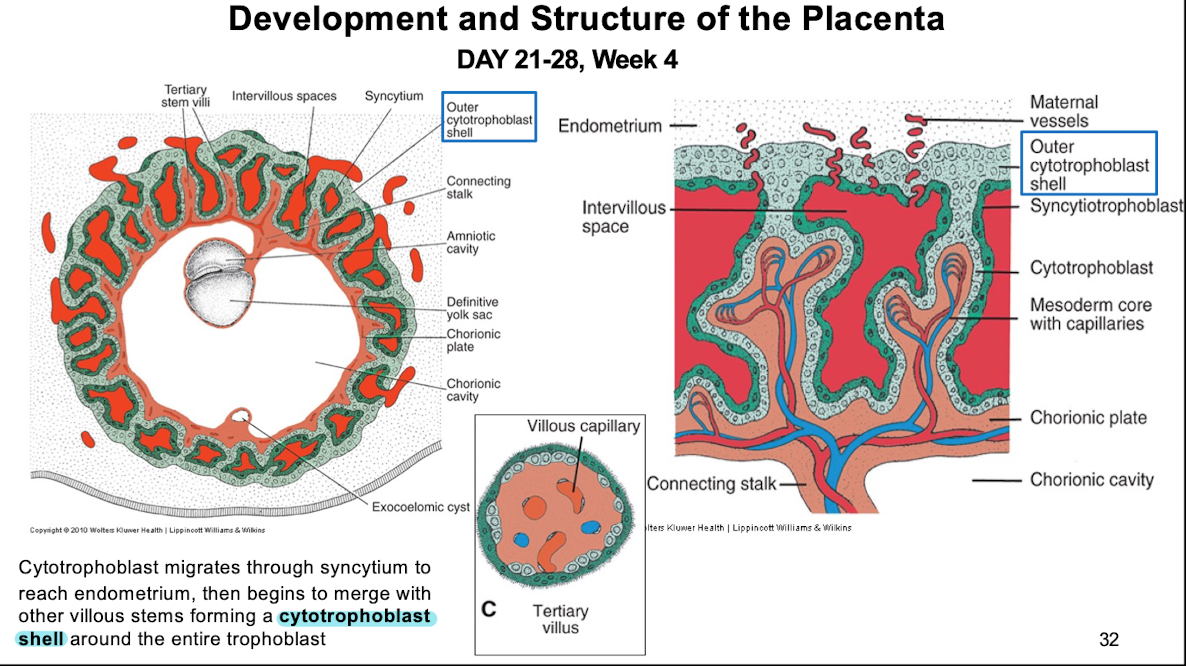 Development and Structure of the Placenta
DAY 21-28, Week 4
Tertiary
stem villi
Intervillous spaces
Syncytium
Outer
cytotrophoblast
shell
Connecting
stalk
Amniotic
cavity
Definitive
yolk sac
Chorionic
plate
Chorionic
cavity
Exocoelomic cyst
Copyright © 2010 Wolters Kluwer Health | Lippincott Williams & Wilkins
Endometrium
Intervillous
space
Maternal
vessels
Outer
cytotrophoblast
shell
Syncytiotrophoblast
Cytotrophoblast
Mesoderm core
with capillaries
Chorionic plate
Chorionic cavity
Connecting stalk
lters Kluwer Health | Lippincott Williams & Wilkins
Villous capillary
C
Tertiary
villus
Cytotrophoblast migrates through syncytium to
reach endometrium, then begins to merge with
other villous stems forming a cytotrophoblast
shell around the entire trophoblast
32